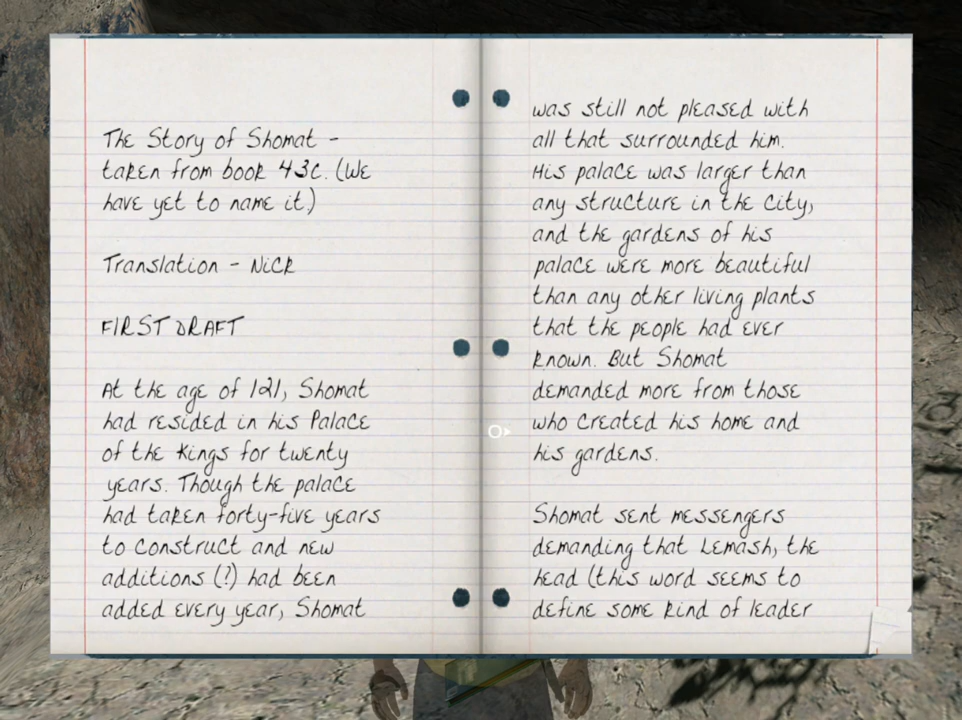 The Story of Shomat -
taken from book 43c. (We
have yet to name it)
Translation - Nick
FIRST DRAFT
At the age of 121, Shomat
had resided in his Palace
of the Kings for twenty
years. Though the palace
had taken forty-five years
to construct and new
additions (?) had been
added every year, Shomat
was still not pleased with
all that surrounded him.
His palace was larger than
any structure in the city,
and the gardens of his
palace were more beautiful
than any other living plants
that the people had ever
known. But Shomat
demanded more from those
who created his home and
his gardens.
Shomat sent messengers
demanding that Lemash, the
head (this word seems to
define some kind of leader